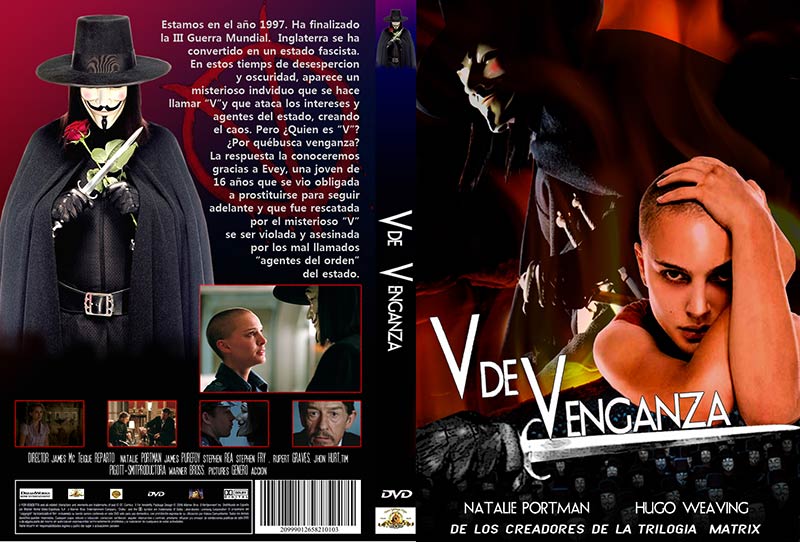 Estamos en el año 1997. Ha finalizado
la III Guerra Mundial. Inglaterra se ha
convertido en un estado fascista.
En estos tiemps de desespercion
y oscuridad, aparece un
misterioso indvduo que se hace
llamar "V"y que ataca los intereses y
agentes del estado, creando
el caos. Pero ¿Quien es "V"?
¿Por québusca venganza?
La respuesta la conoceremos
gracias a Evey, una joven de
16 años que se vio obligada
a prostituirse para seguir
adelante y que fue rescatada
por el misterioso "V"
se ser violada y asesinada
por los mal llamados
"agentes del orden"
del estado.
DIRECTOR JAMES MC TEIGUE REPARTO NATALIE PORTMAN JAMES PUREFOY STEPHEN REA STEPHEN FRY , . RUPERT GRAVES, JHON HURT,TIM
PIGOTT-SMITPRODUCTORA WARNER BROSS. PICTURES GENERO ACCION
DREAMWORKS
DVD
DOLBY
20999012658210103
V DE VENGANZA
DVD
V DE VENGANZA
NATALIE PORTMAN HUGO WEAVING
DE LOS CREADORES DE LA TRILOGIA MATRIX